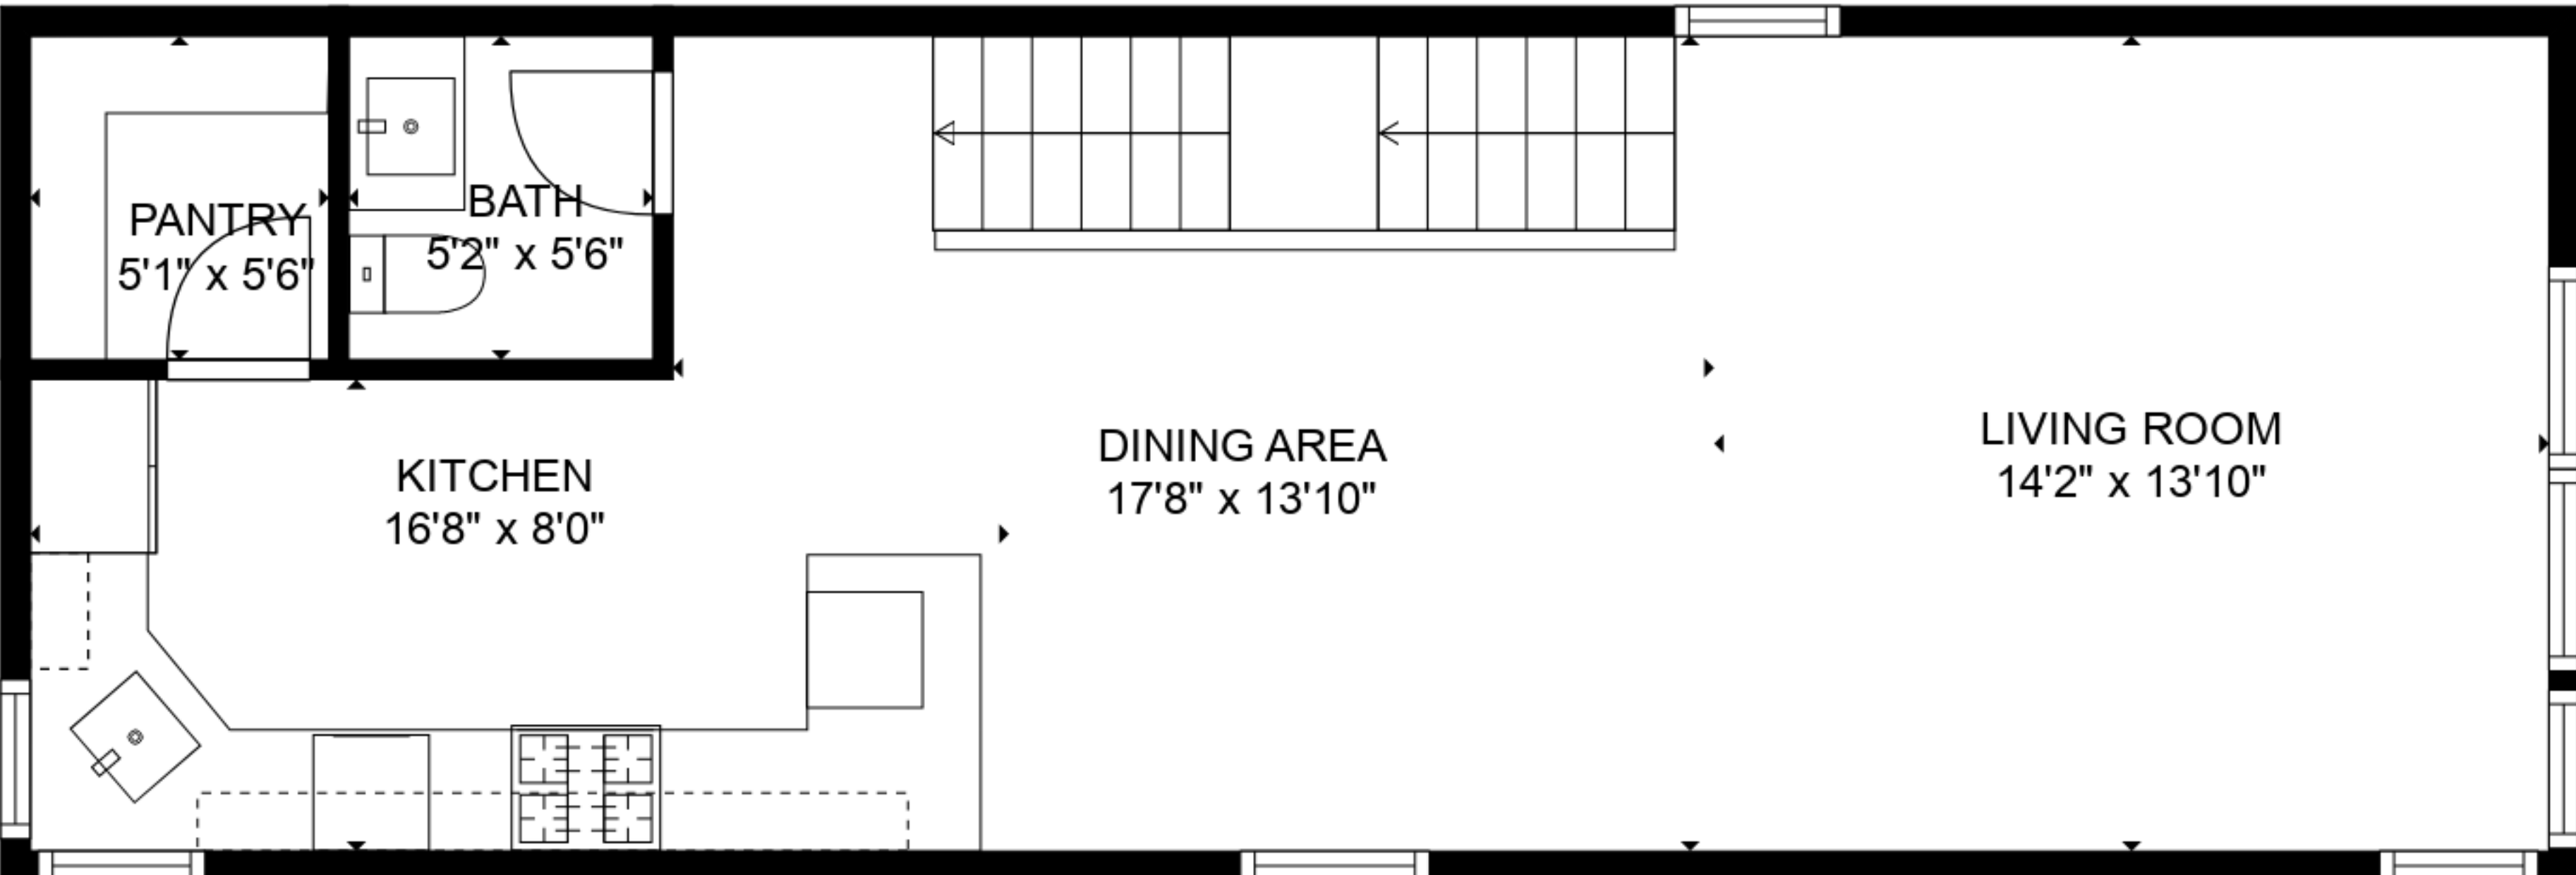 PANTRY
5'1" x 5'6"
BATH
5'2" x 5'6"
KITCHEN
16'8" x 8'0"
DINING AREA
17'8" x 13'10"
LIVING ROOM
14'2" x 13'10"